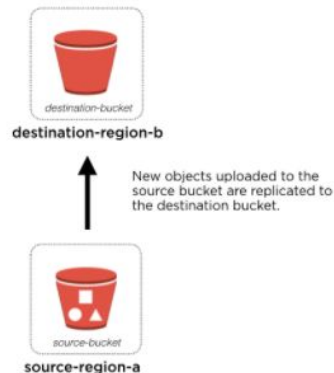 destination-bucket
destination-region-b
New objects uploaded to the
source bucket are replicated to
the destination bucket.
source-bucket
source-region-a